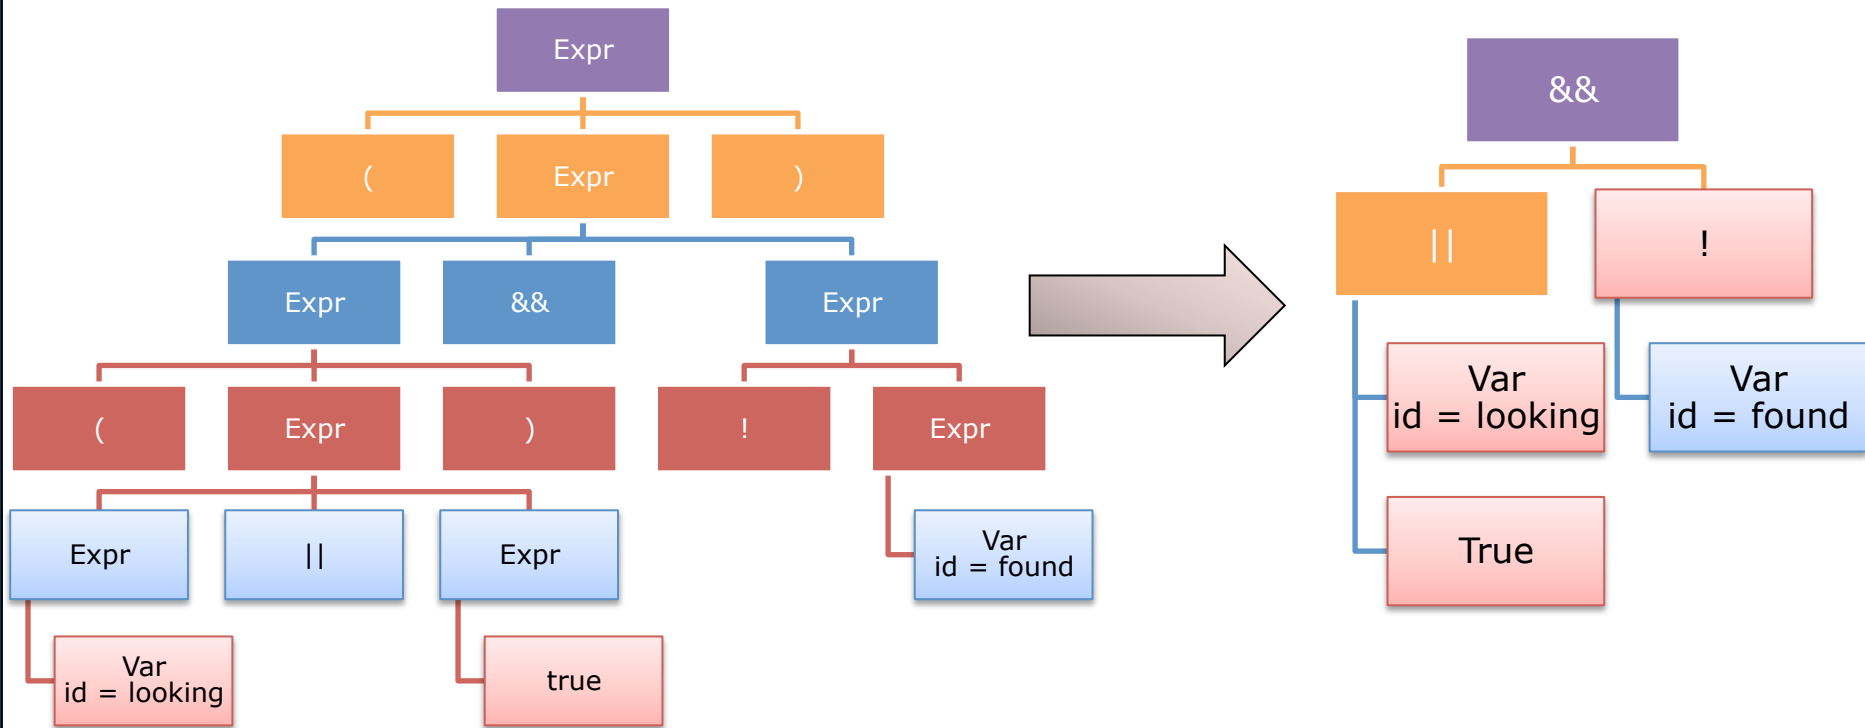 Expr
( Expr )
Expr && Expr
( Expr ) ! Expr
Expr || Expr
Var
id = found
Var
id = looking
true
&&
|| !
Var
id = looking
Var
id = found
True